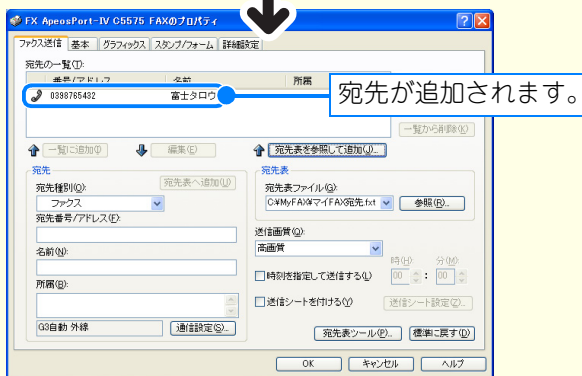 FX ApeosPort-IV C5575 FAXのプロパティ
ファクス送信 基本 グラフィックス スタンプ/フォーム 詳細設定
宛先の一覧(T):
番号/アドレス 名前 所属
0398765432 富士タロウ
宛先が追加されます。
一覧から削除(K)
一覧に追加(I) 編集(E) 宛先表を参照して追加(J)...
宛先
宛先種別(O): 宛先表へ追加(U)
ファックス
宛先番号/アドレス(F):
名前(N):
所属(B):
G3自動 外線 通信設定(S)...
宛先表
宛先表ファイル(G):
C:¥MyFAX¥マイFAX宛先.fxt 参照(R)...
送信画質(Q):
高画質
時(H) 分(M)
時刻を指定して送信する(L) 00 : 00
送信シートを付ける(Y) 送信シート設定(Z)...
宛先表ツール(P)... 標準に戻す(D)
OK キャンセル ヘルプ